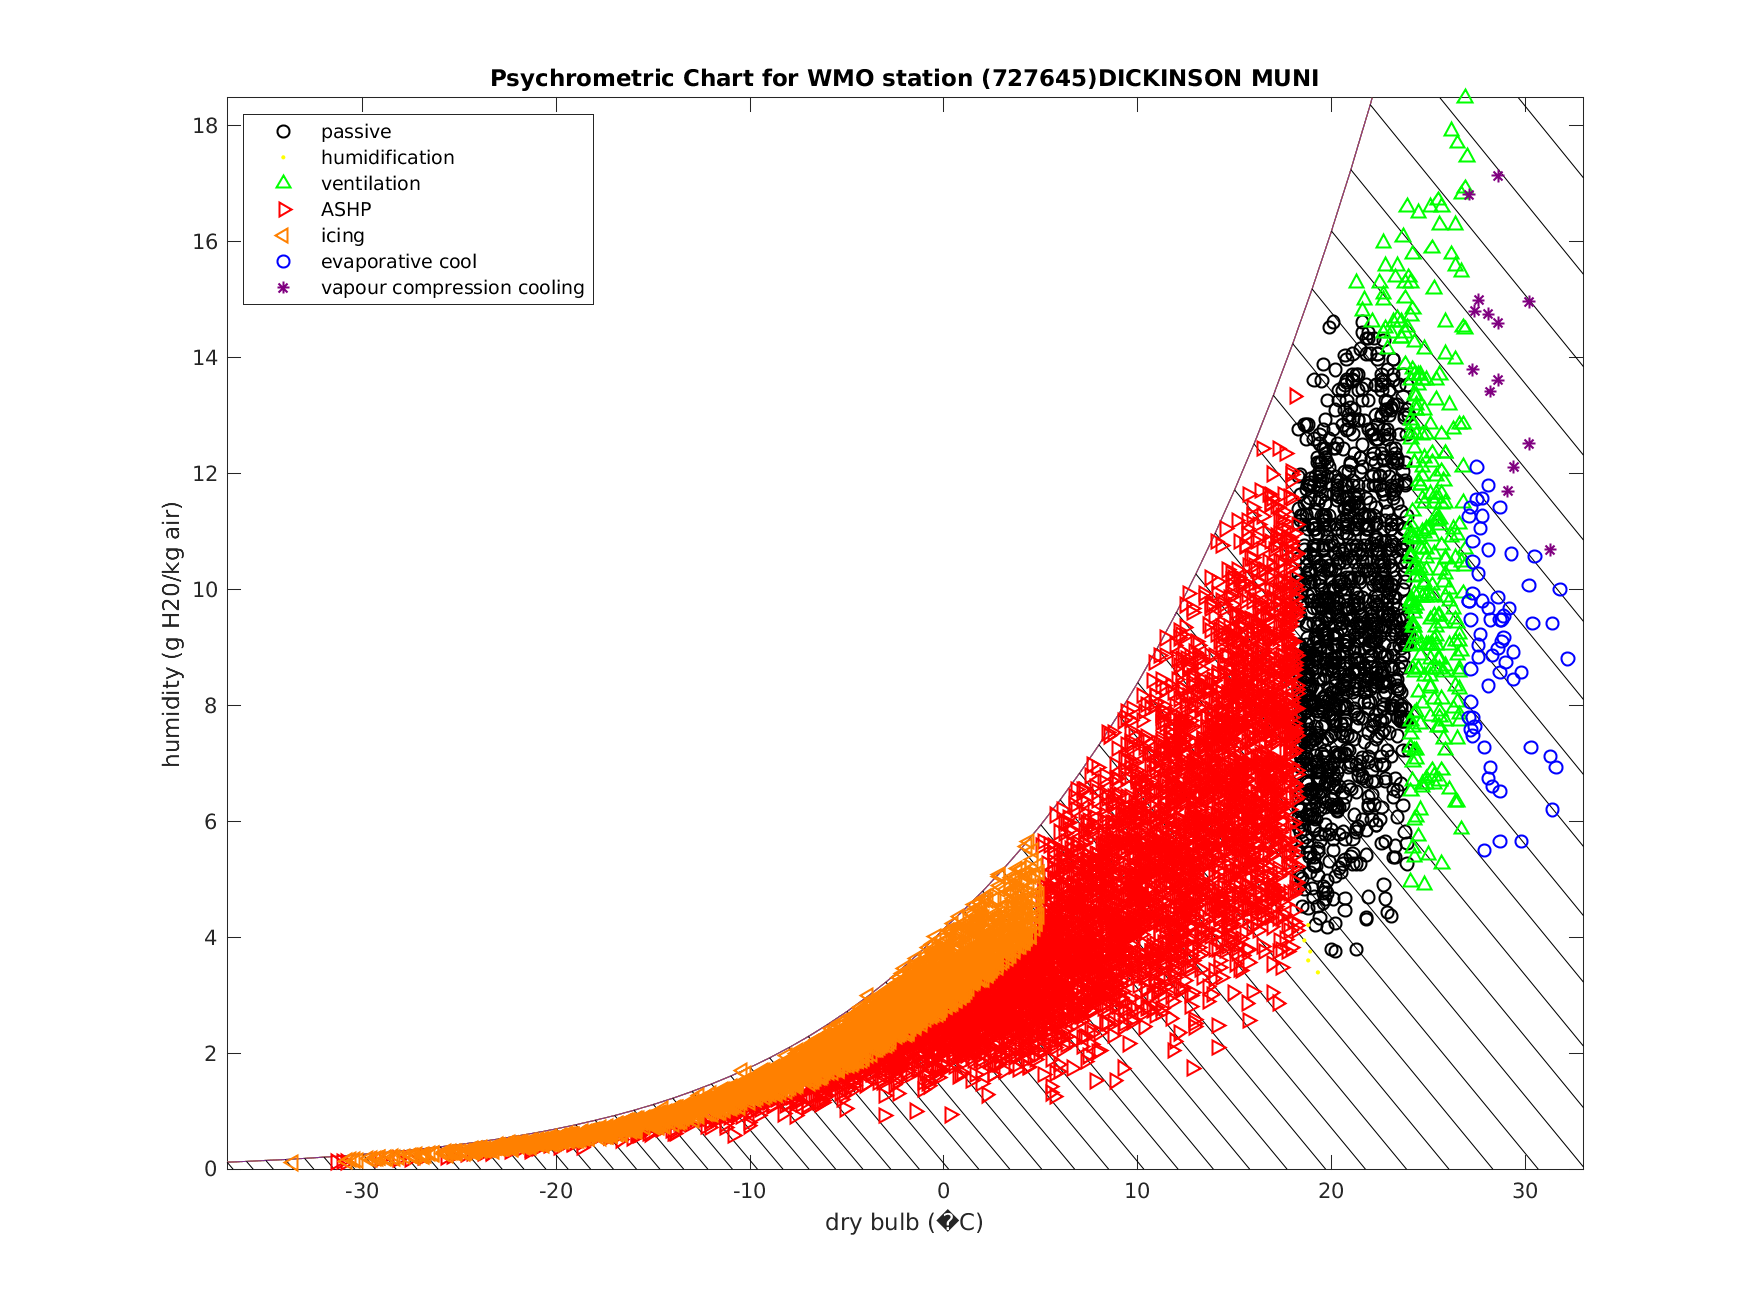 Psychrometric Chart for WMO station (727645)DICKINSON MUNI
passive
humidification
ventilation
ASHP
icing
evaporative cool
vapour compression cooling
18
16
14
12
10
8
6
4
2
0
humidity (g H20/kg air)
-30 -20 -10 0 10 20 30
dry bulb (�C)